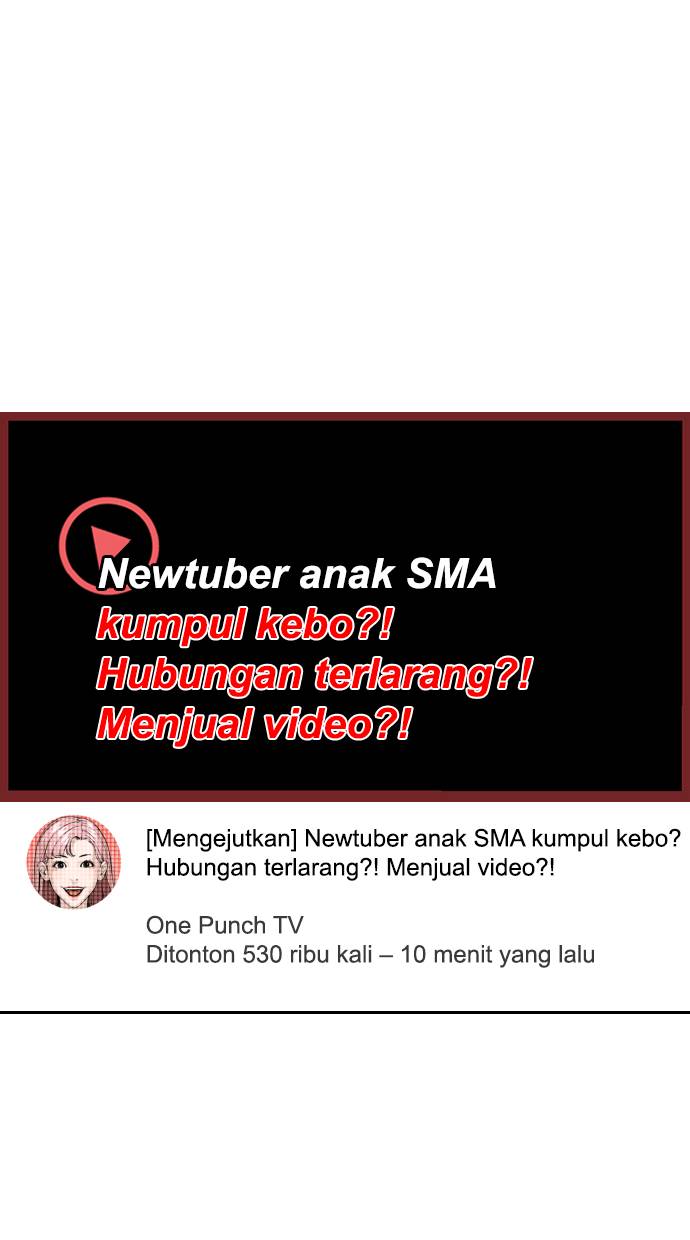 Newtuber anak SMA
kumpul kebo?!
Hubungan terlarang?!
Menjual video?!
[Mengejutkan] Newtuber anak SMA kumpul kebo?
Hubungan terlarang?! Menjual video?!
One Punch TV
Ditonton 530 ribu kali – 10 menit yang lalu